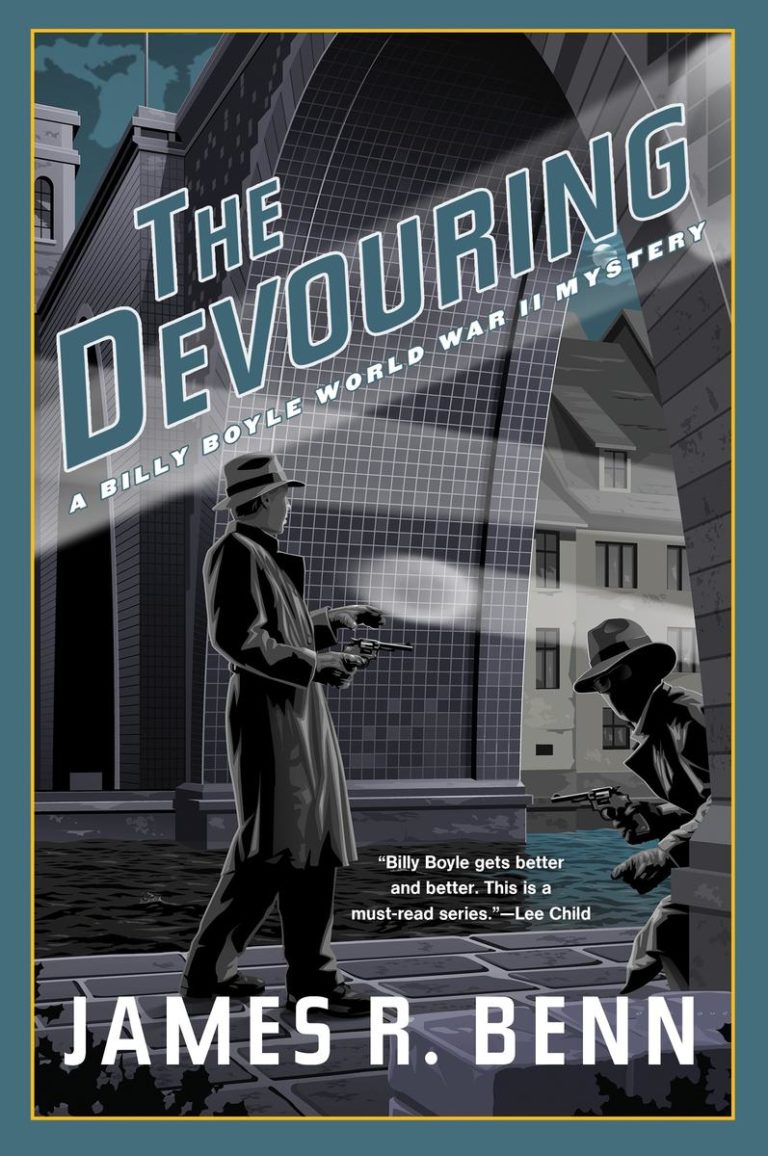 THE
DEVOURING
A BILLY BOYLE WORLD WAR II MYSTERY
“Billy Boyle gets better
and better. This is a
must-read series.”—Lee Child
JAMES R. BENN